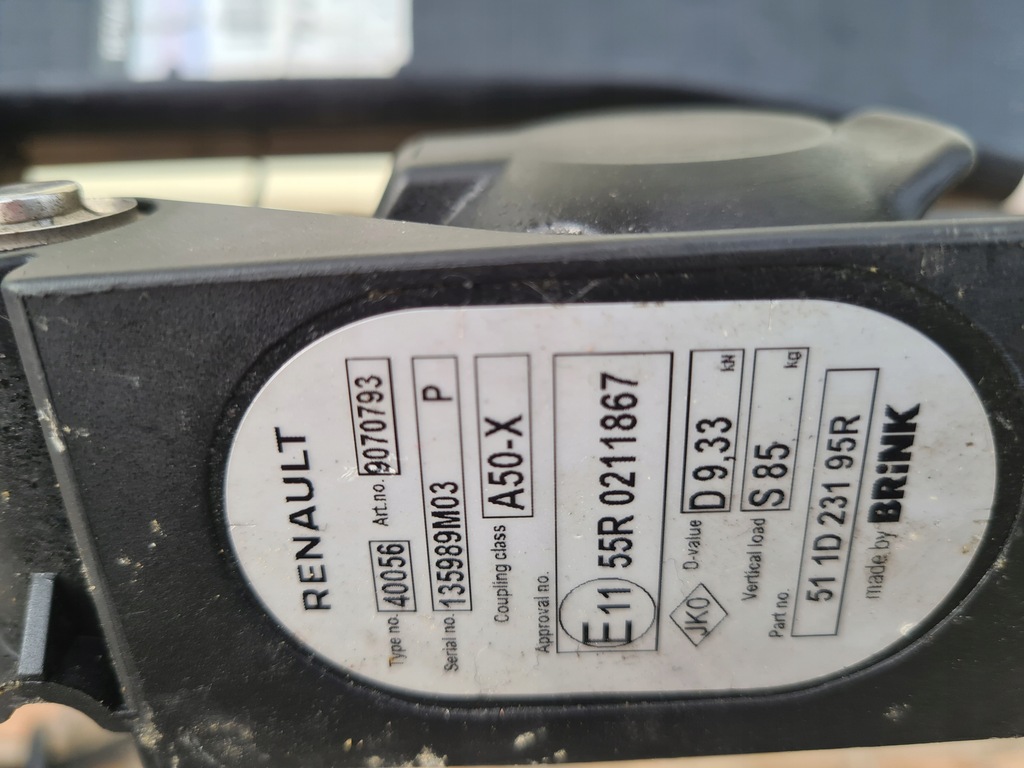 RENAULT
Type no. 40056 Art.no. 9070793
Serial no. 135989M03 P
Coupling class A50-X
Approval no.
E11 55R 0211867
JKO D-value D 9,33 kN
Vertical load S 85 kg
Part no.
51 1D 231 95R
made by BRiNK